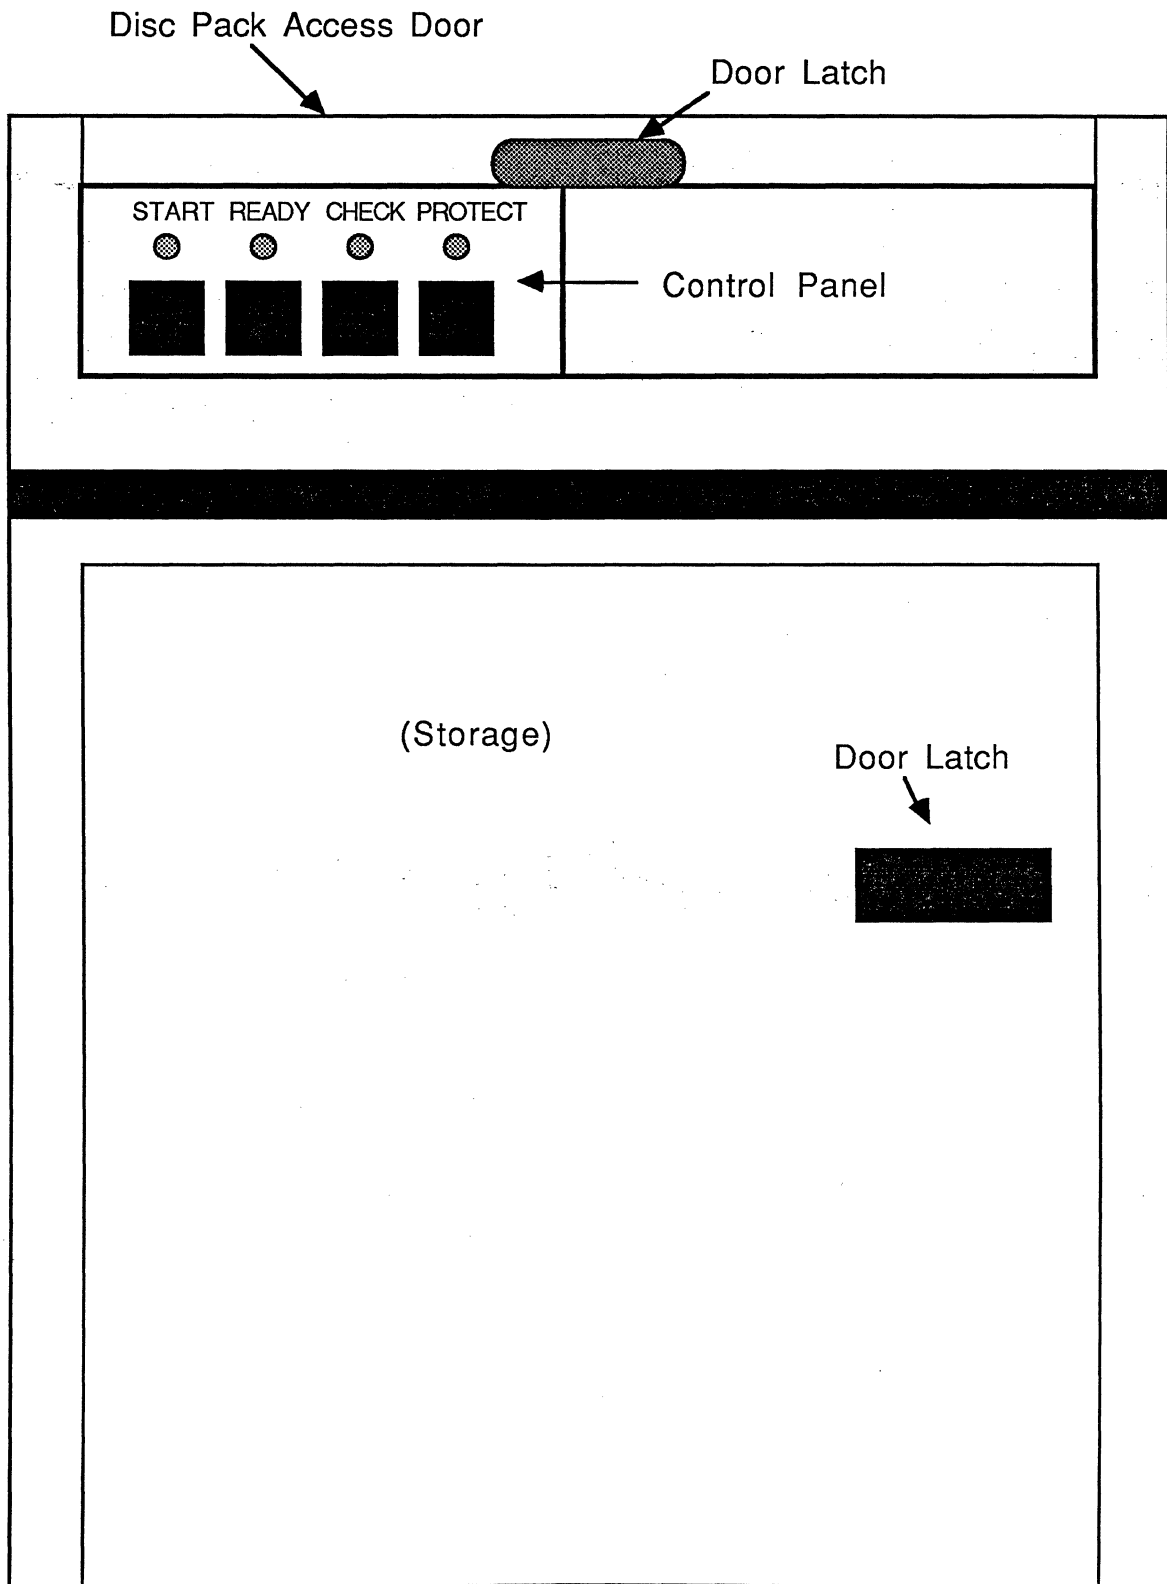 Disc Pack Access Door
Door Latch
START READY CHECK PROTECT
Control Panel
(Storage)
Door Latch